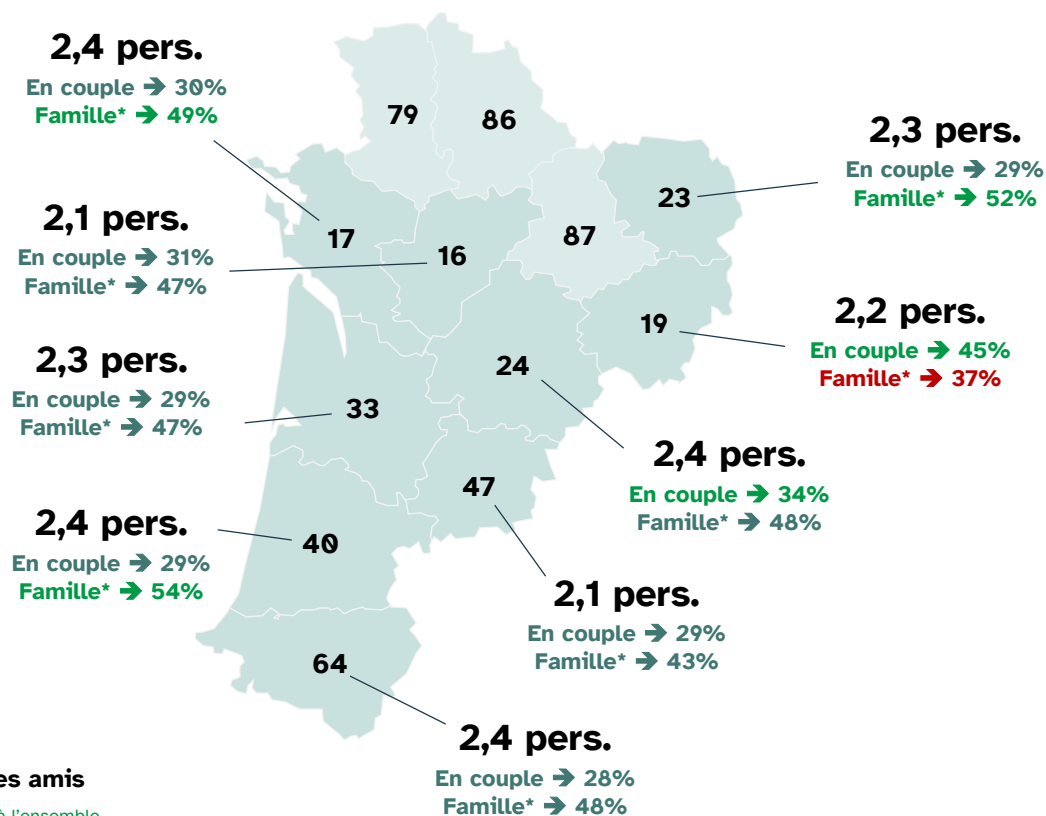 2,4 pers.
En couple → 30%
Famille* → 49%
79
86
2,3 pers.
En couple → 29%
Famille* → 52%
23
2,1 pers.
En couple → 31%
Famille* → 47%
17
16
87
2,2 pers.
En couple → 45%
Famille* → 37%
19
2,3 pers.
En couple → 29%
Famille* → 47%
33
24
2,4 pers.
En couple → 34%
Famille* → 48%
47
2,4 pers.
En couple → 29%
Famille* → 54%
40
2,1 pers.
En couple → 29%
Famille* → 43%
64
2,4 pers.
En couple → 28%
Famille* → 48%
es amis
à l'ensemble